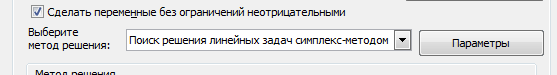 Сделать переменные без ограничений неотрицательными
Выберите
метод решения:
Поиск решения линейных задач симплекс-методом
Параметры
Метод решения